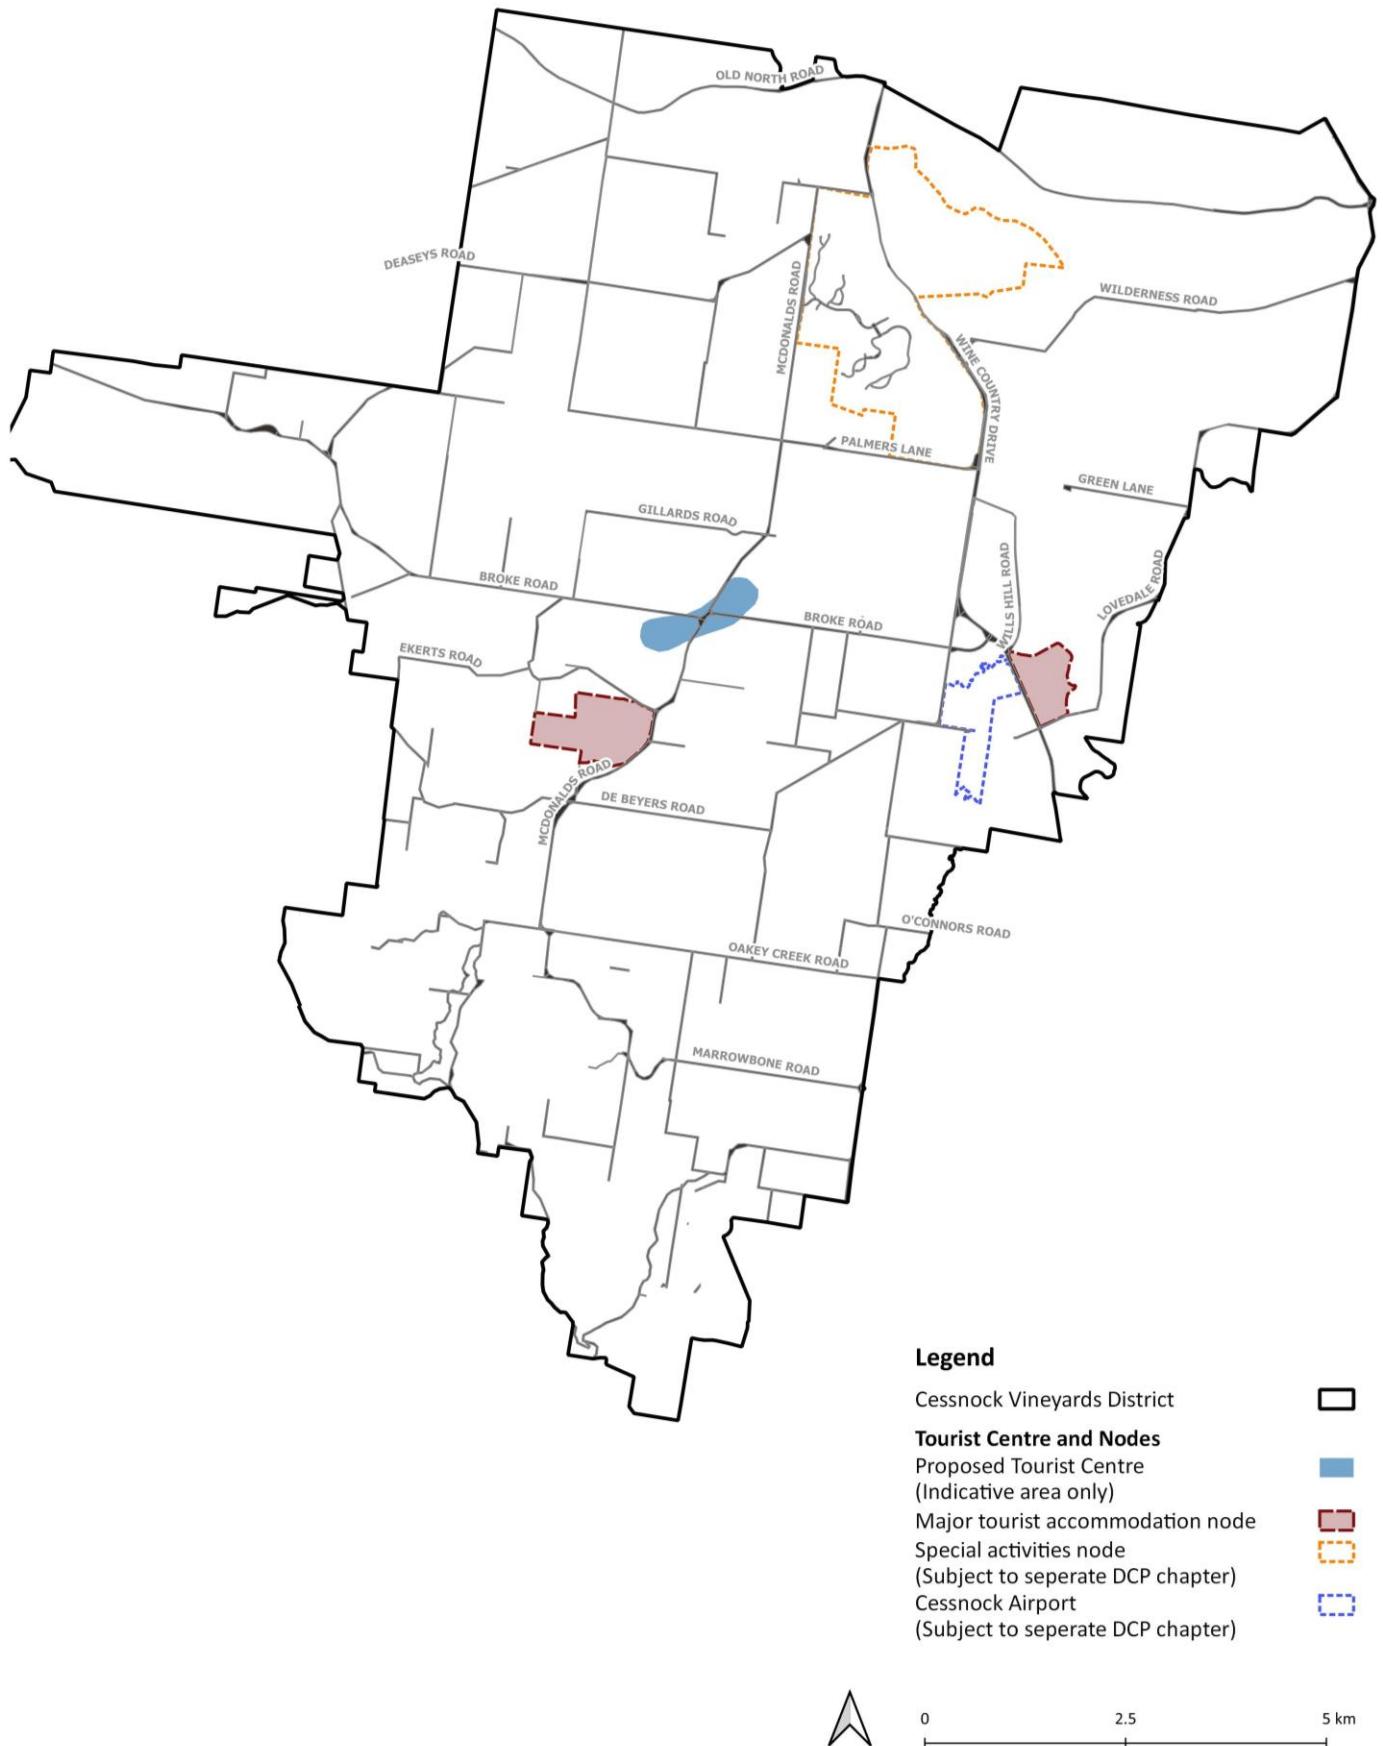 OLD NORTH ROAD
DEASEYS ROAD
MCDONALDS ROAD
WILDERNESS ROAD
WINE COUNTRY DRIVE
PALMERS LANE
GREEN LANE
GILLARDS ROAD
WILLS HILL ROAD
LOVEDALE ROAD
BROKE ROAD
BROKE ROAD
EKERTS ROAD
MCDONALDS ROAD
DE BEYERS ROAD
O'CONNORS ROAD
OAKEY CREEK ROAD
MARROWBONE ROAD
Legend
Cessnock Vineyards District
Tourist Centre and Nodes
Proposed Tourist Centre
(Indicative area only)
Major tourist accommodation node
Special activities node
(Subject to seperate DCP chapter)
Cessnock Airport
(Subject to seperate DCP chapter)
0 2.5 5 km